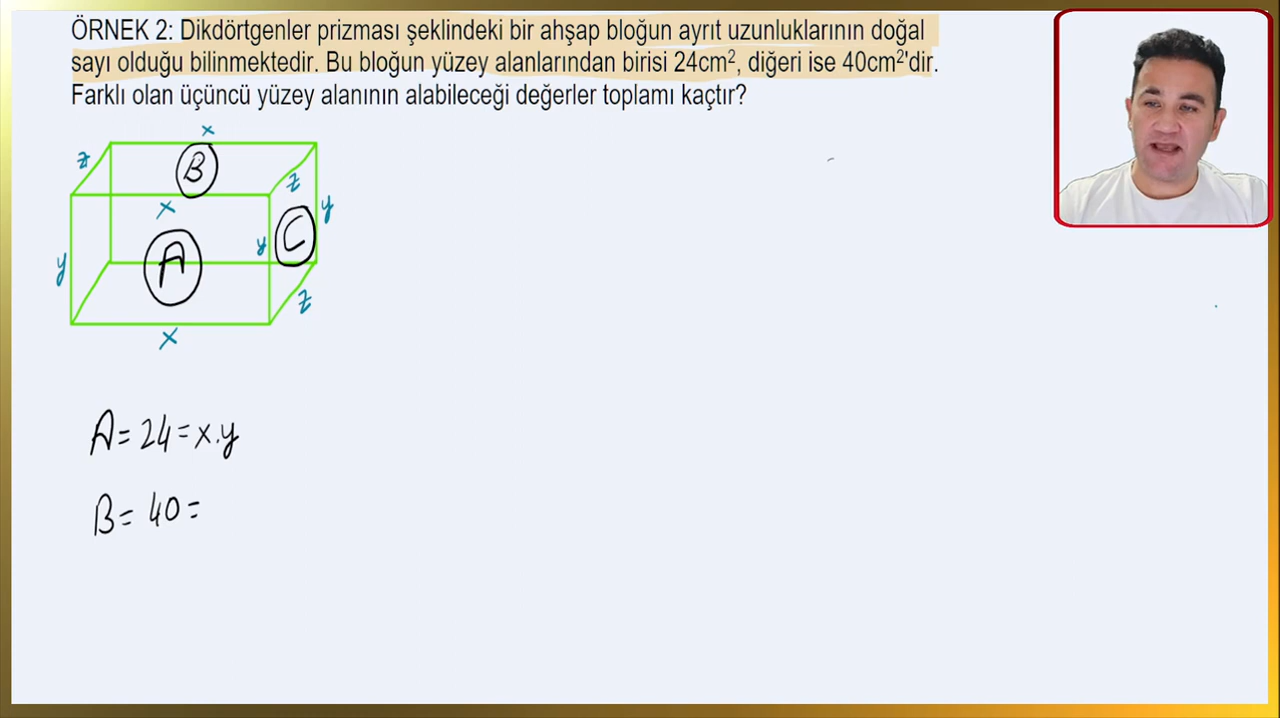 ÖRNEK 2: Dikdörtgenler prizması şeklindeki bir ahşap bloğun ayrıt uzunluklarının doğal
sayı olduğu bilinmektedir. Bu bloğun yüzey alanlarından birisi 24cm², diğeri ise 40cm²'dir.
Farklı olan üçüncü yüzey alanının alabileceği değerler toplamı kaçtır?
x
z
B
z
x
y
y
C
y
A
z
x
A = 24 = x.y
B = 40 =